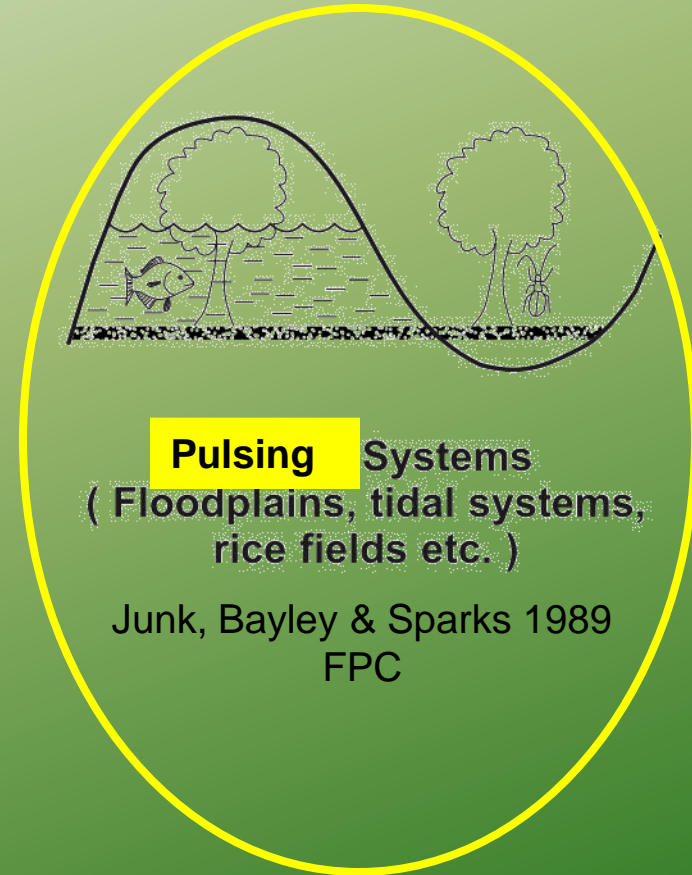 Pulsing Systems
( Floodplains, tidal systems,
rice fields etc. )
Junk, Bayley & Sparks 1989
FPC